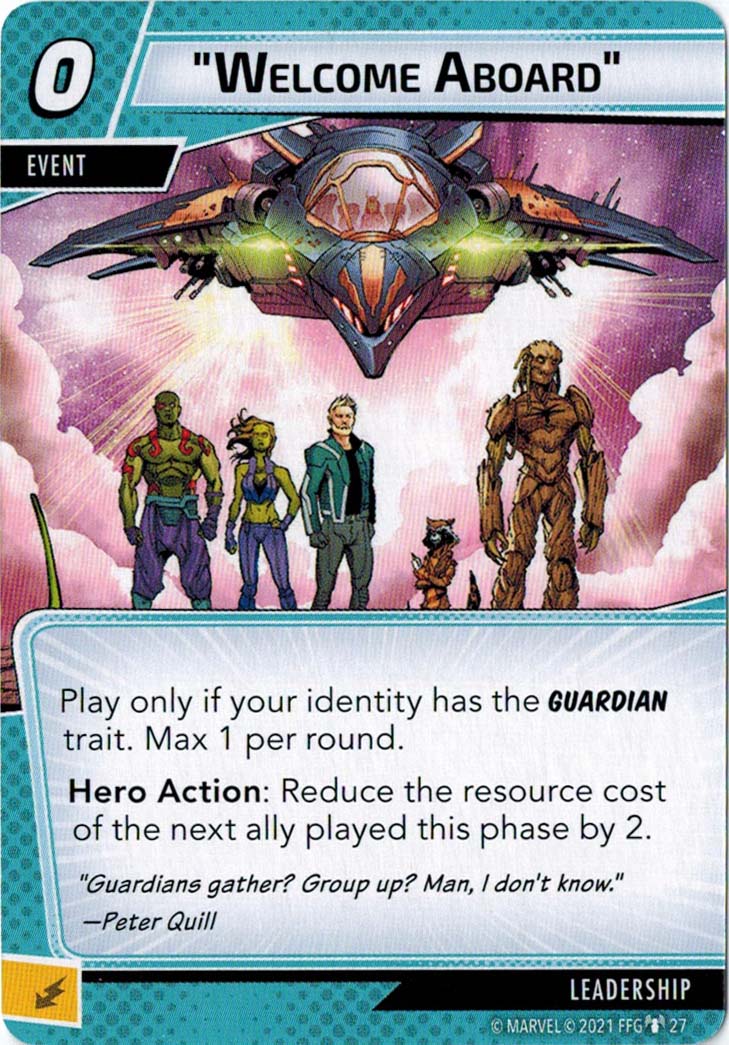 0
"WELCOME ABOARD"
EVENT
Play only if your identity has the GUARDIAN
trait. Max 1 per round.
Hero Action: Reduce the resource cost
of the next ally played this phase by 2.
"Guardians gather? Group up? Man, I don't know."
—Peter Quill
LEADERSHIP
© MARVEL © 2021 FFG 27